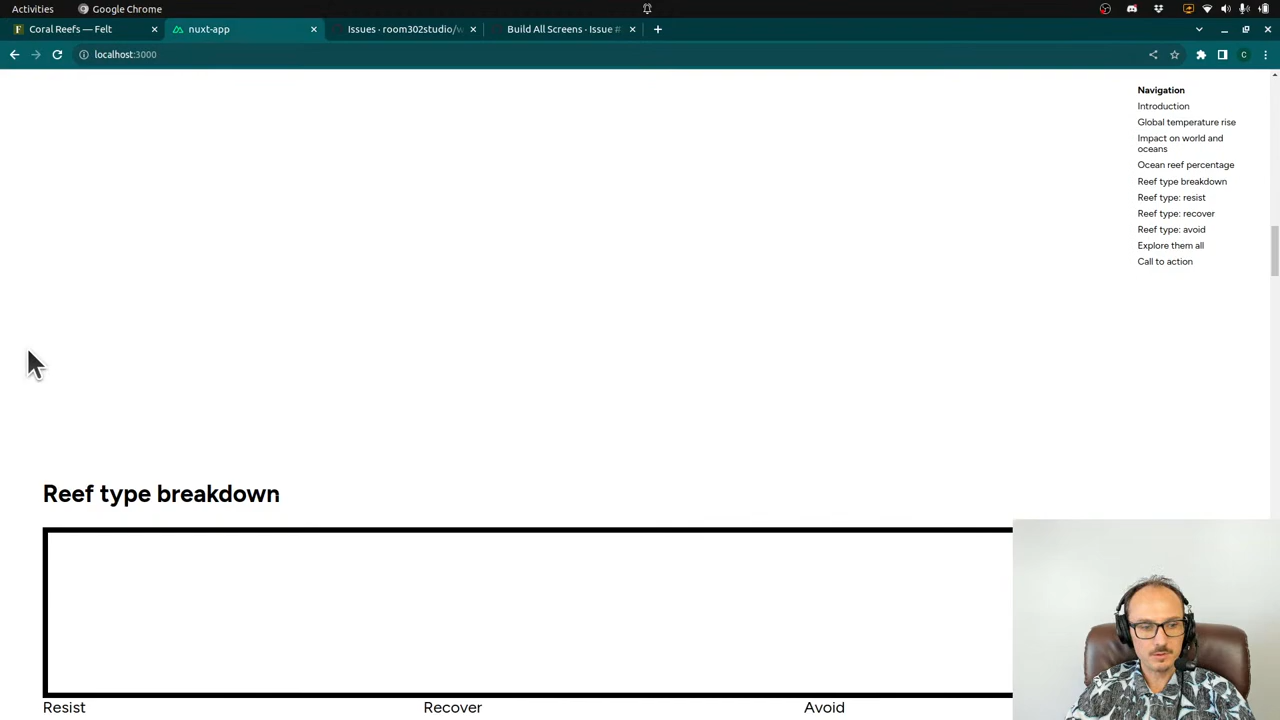 Activities
Google Chrome
Coral Reefs — Felt
nuxt-app
Issues · room302studio/w
Build All Screens · Issue #
localhost:3000
C
Navigation
Introduction
Global temperature rise
Impact on world and
oceans
Ocean reef percentage
Reef type breakdown
Reef type: resist
Reef type: recover
Reef type: avoid
Explore them all
Call to action
Reef type breakdown
Resist
Recover
Avoid